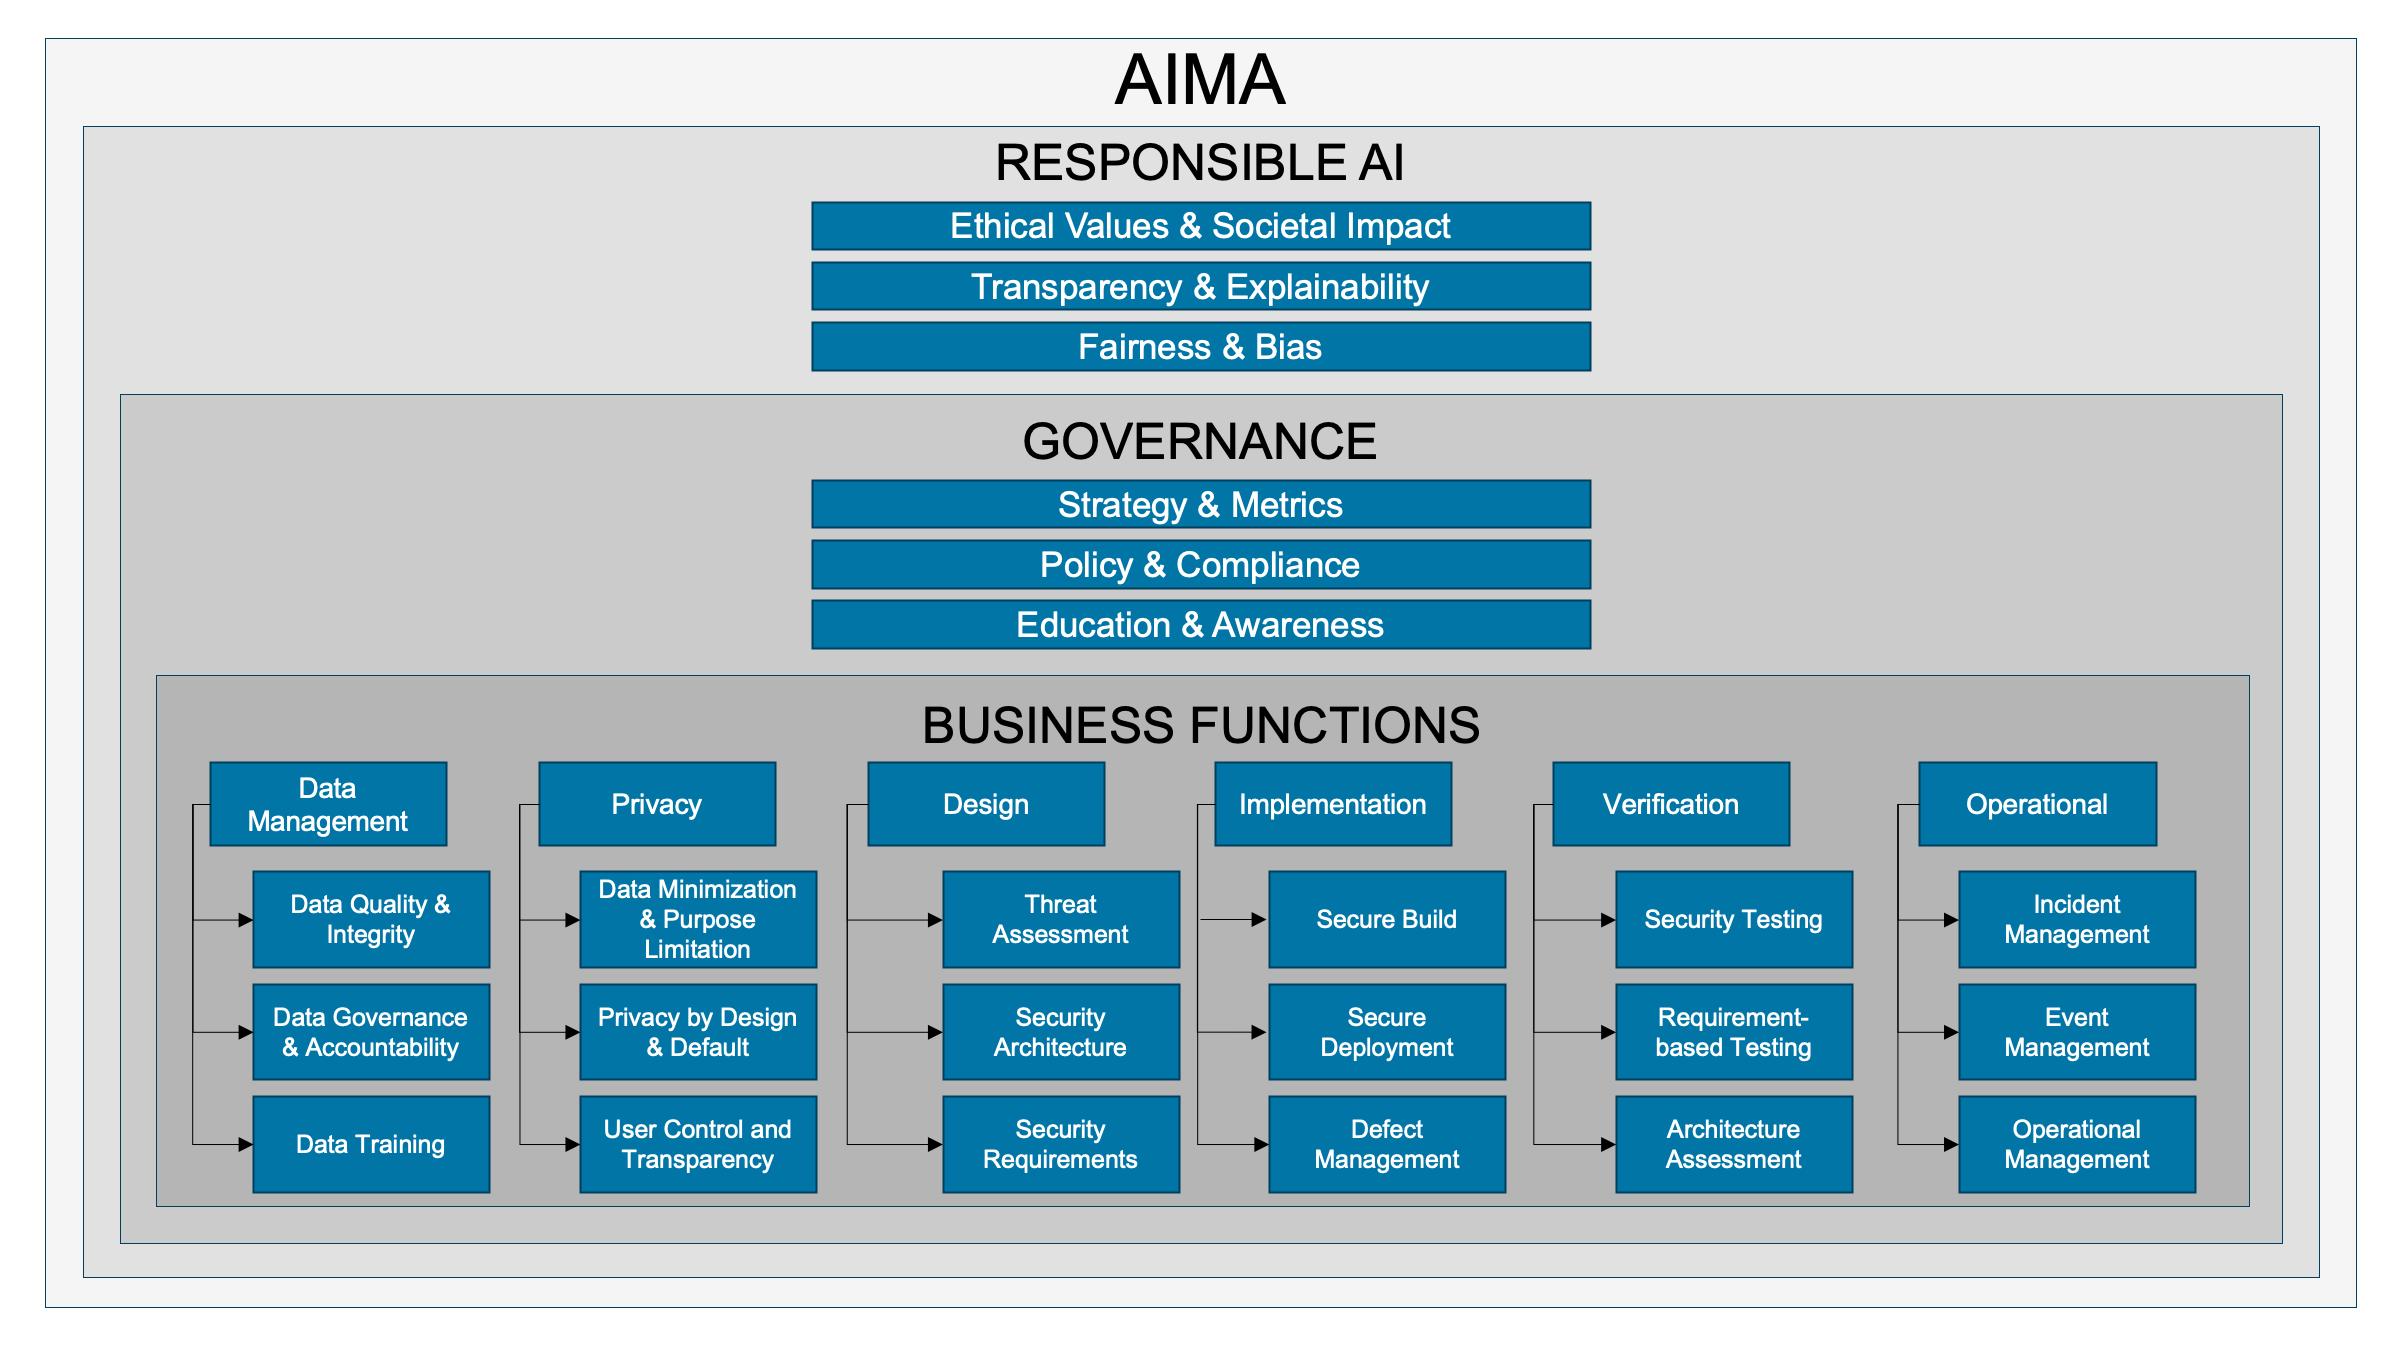 AIMA
RESPONSIBLE AI
Ethical Values & Societal Impact
Transparency & Explainability
Fairness & Bias
GOVERNANCE
Strategy & Metrics
Policy & Compliance
Education & Awareness
BUSINESS FUNCTIONS
Data
Management
Data Quality &
Integrity
Data Governance
& Accountability
Data Training
Privacy
Data Minimization
& Purpose
Limitation
Privacy by Design
& Default
User Control and
Transparency
Design
Threat
Assessment
Security
Architecture
Security
Requirements
Implementation
Secure Build
Secure
Deployment
Defect
Management
Verification
Security Testing
Requirement-
based Testing
Architecture
Assessment
Operational
Incident
Management
Event
Management
Operational
Management